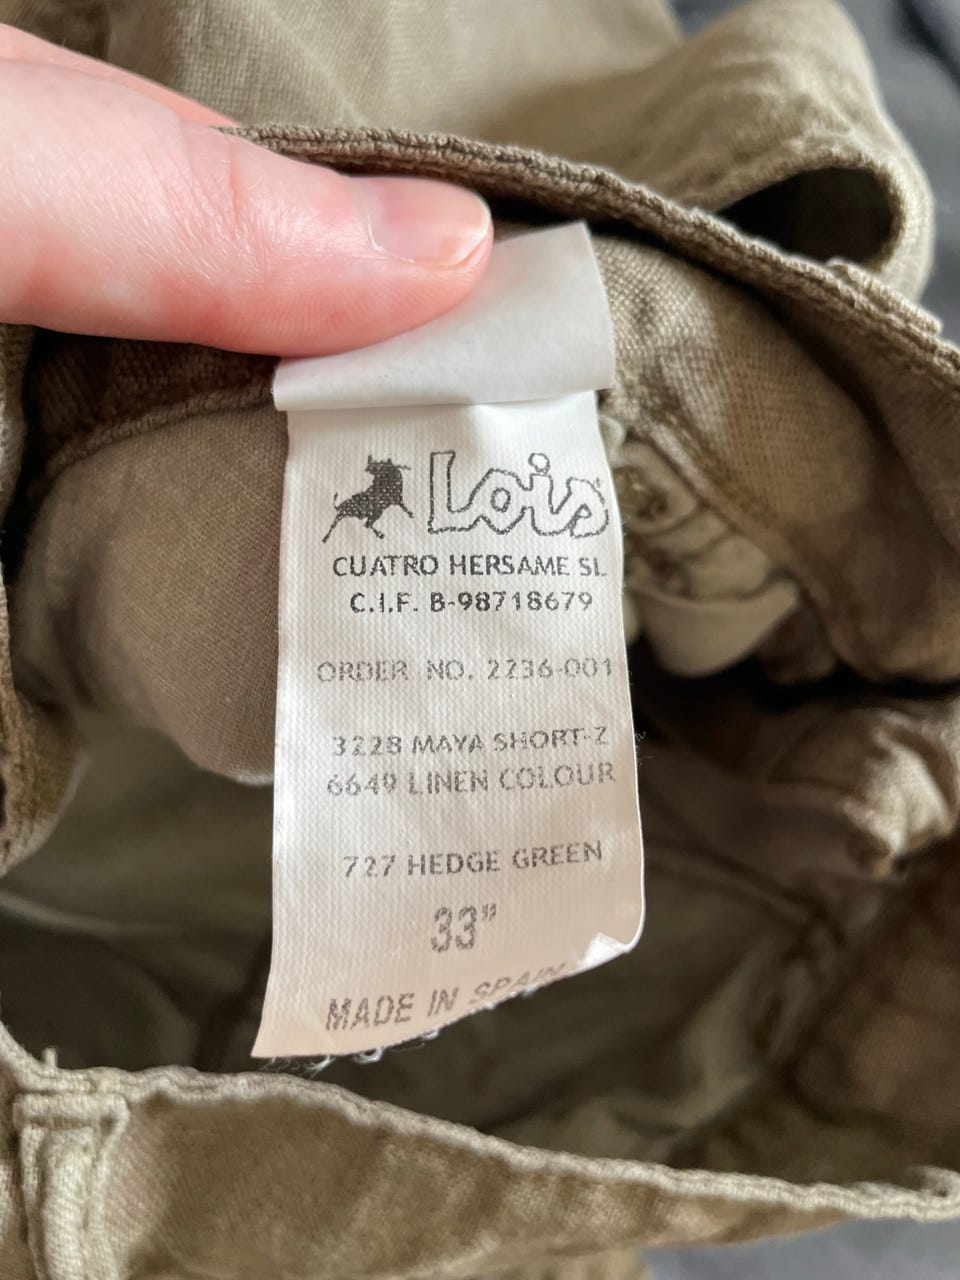 Lois
CUATRO HERSAME SL
C.I.F. B-98718679
ORDER NO. 2236-001
3228 MAYA SHORT-Z
6649 LINEN COLOUR
727 HEDGE GREEN
33"
MADE IN SPAIN